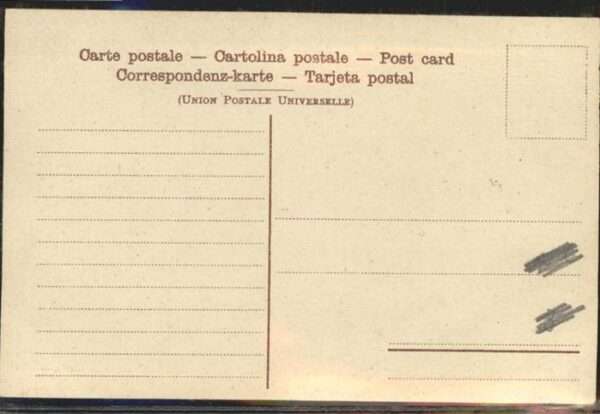 Carte postale — Cartolina postale — Post card
Correspondenz-karte — Tarjeta postal
(Union Postale Universelle)